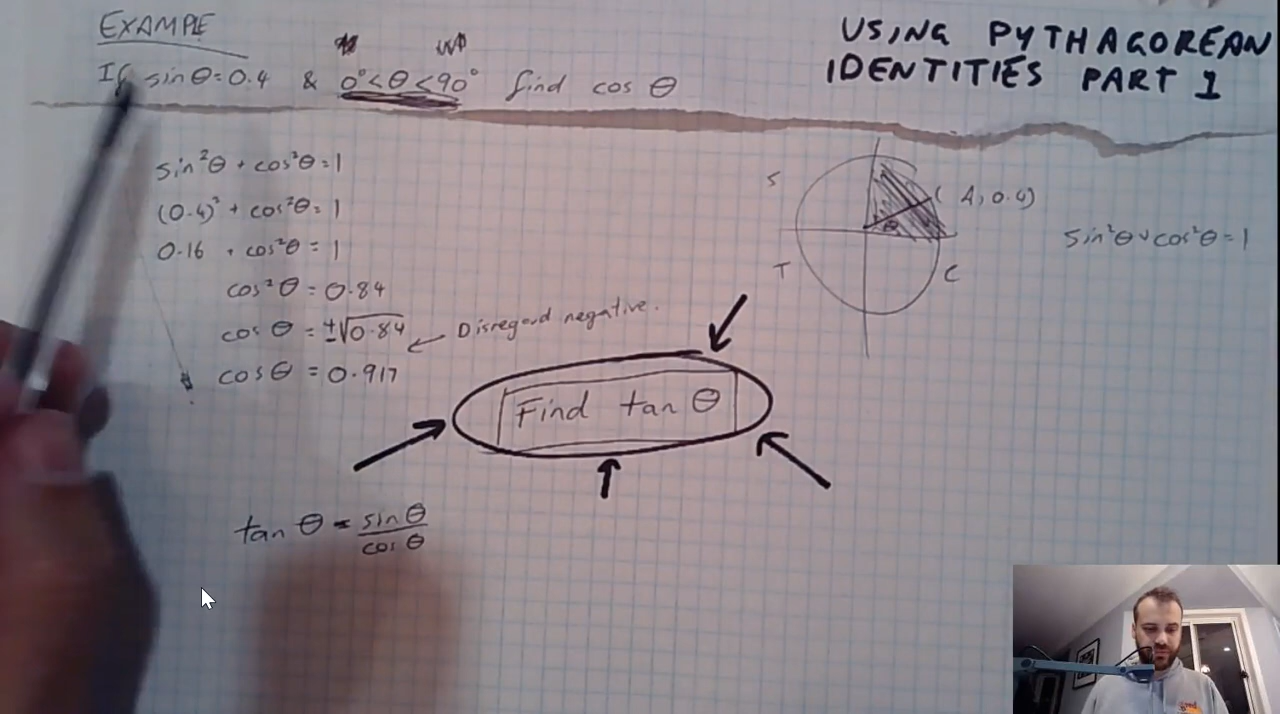 EXAMPLE
If sinθ=0.4 & 0°<θ<90° find cos θ
USING PYTHAGOREAN
IDENTITIES PART 1
sin²θ + cos²θ = 1
(0.4)² + cos²θ = 1
0.16 + cos²θ = 1
cos²θ = 0.84
cos θ = ±√0.84
Disregard negative.
cos θ = 0.917
S
(A, 0.4)
θ
T
C
sin²θ + cos²θ = 1
Find tan θ
tan θ = sin θ / cos θ